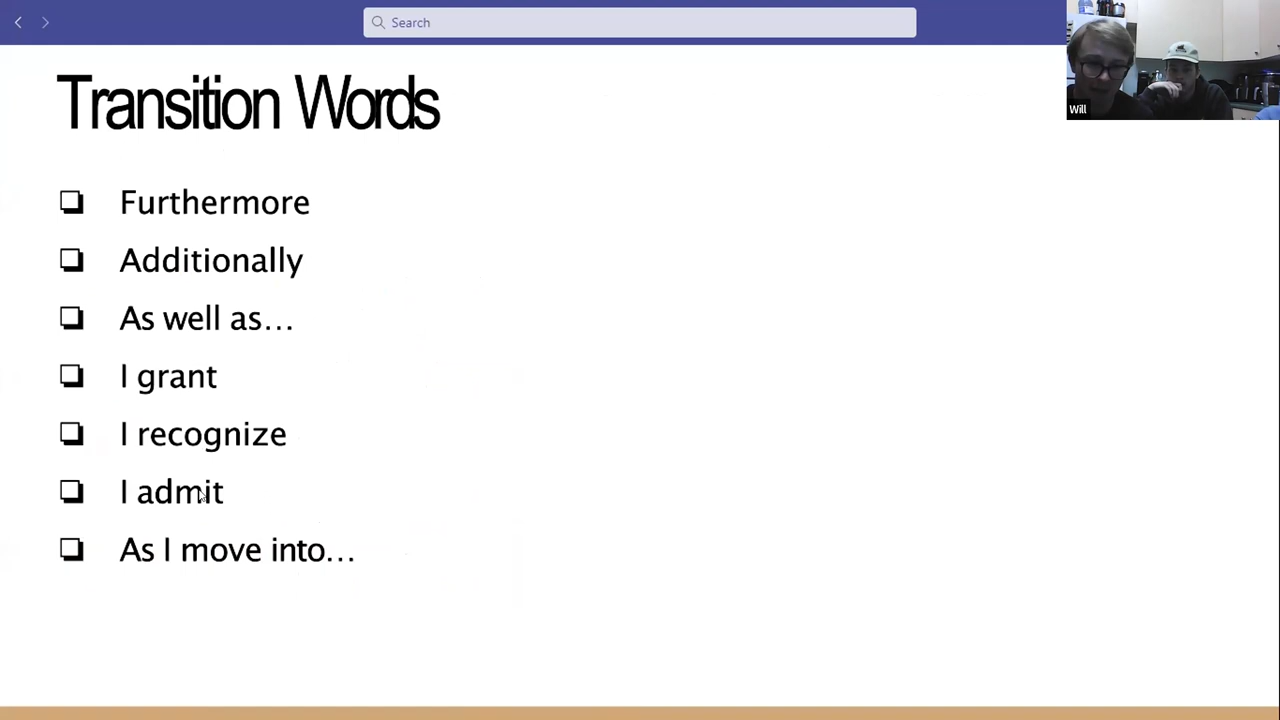 Search
Transition Words
Will
Furthermore
Additionally
As well as…
I grant
I recognize
I admit
As I move into…